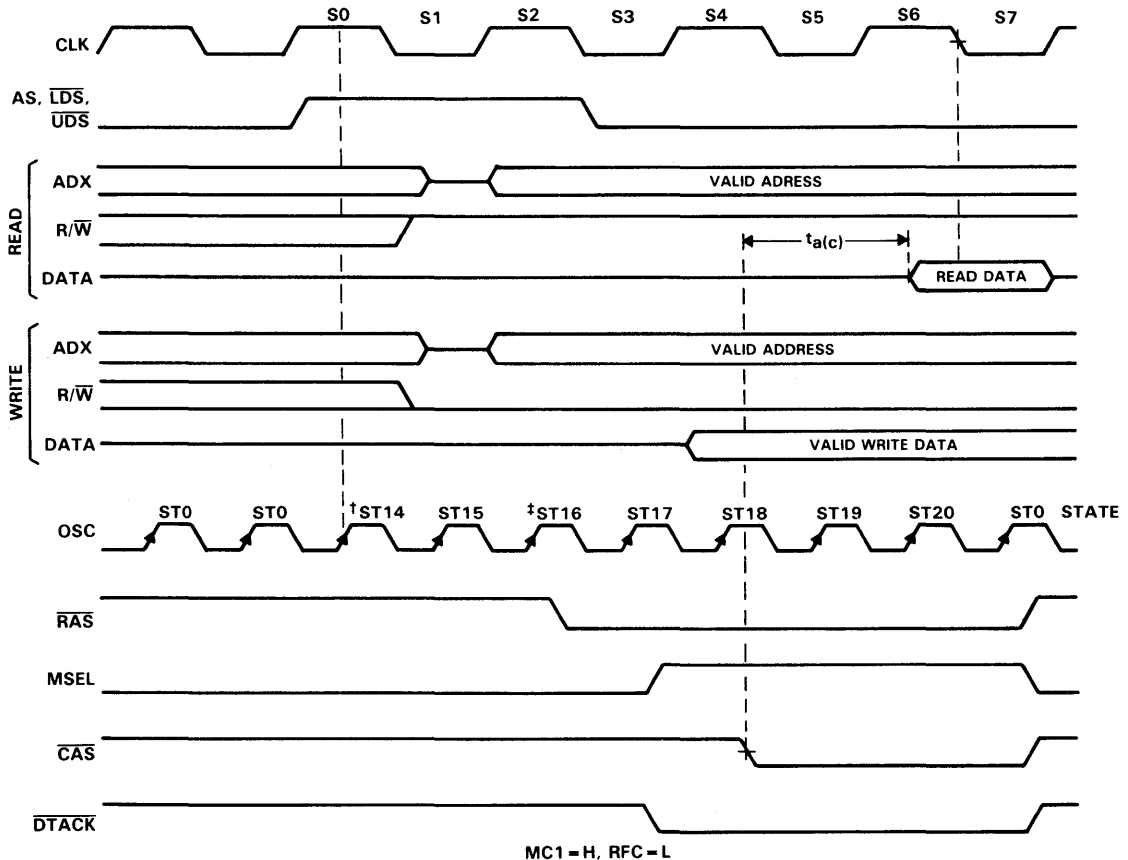 S0 S1 S2 S3 S4 S5 S6 S7
CLK
AS, LDS,
UDS
READ
ADX VALID ADRESS
R/W
ta(c)
DATA READ DATA
WRITE
ADX VALID ADDRESS
R/W
DATA VALID WRITE DATA
ST0 ST0 †ST14 ST15 ‡ST16 ST17 ST18 ST19 ST20 ST0 STATE
OSC
RAS
MSEL
CAS
DTACK
MC1 = H, RFC = L